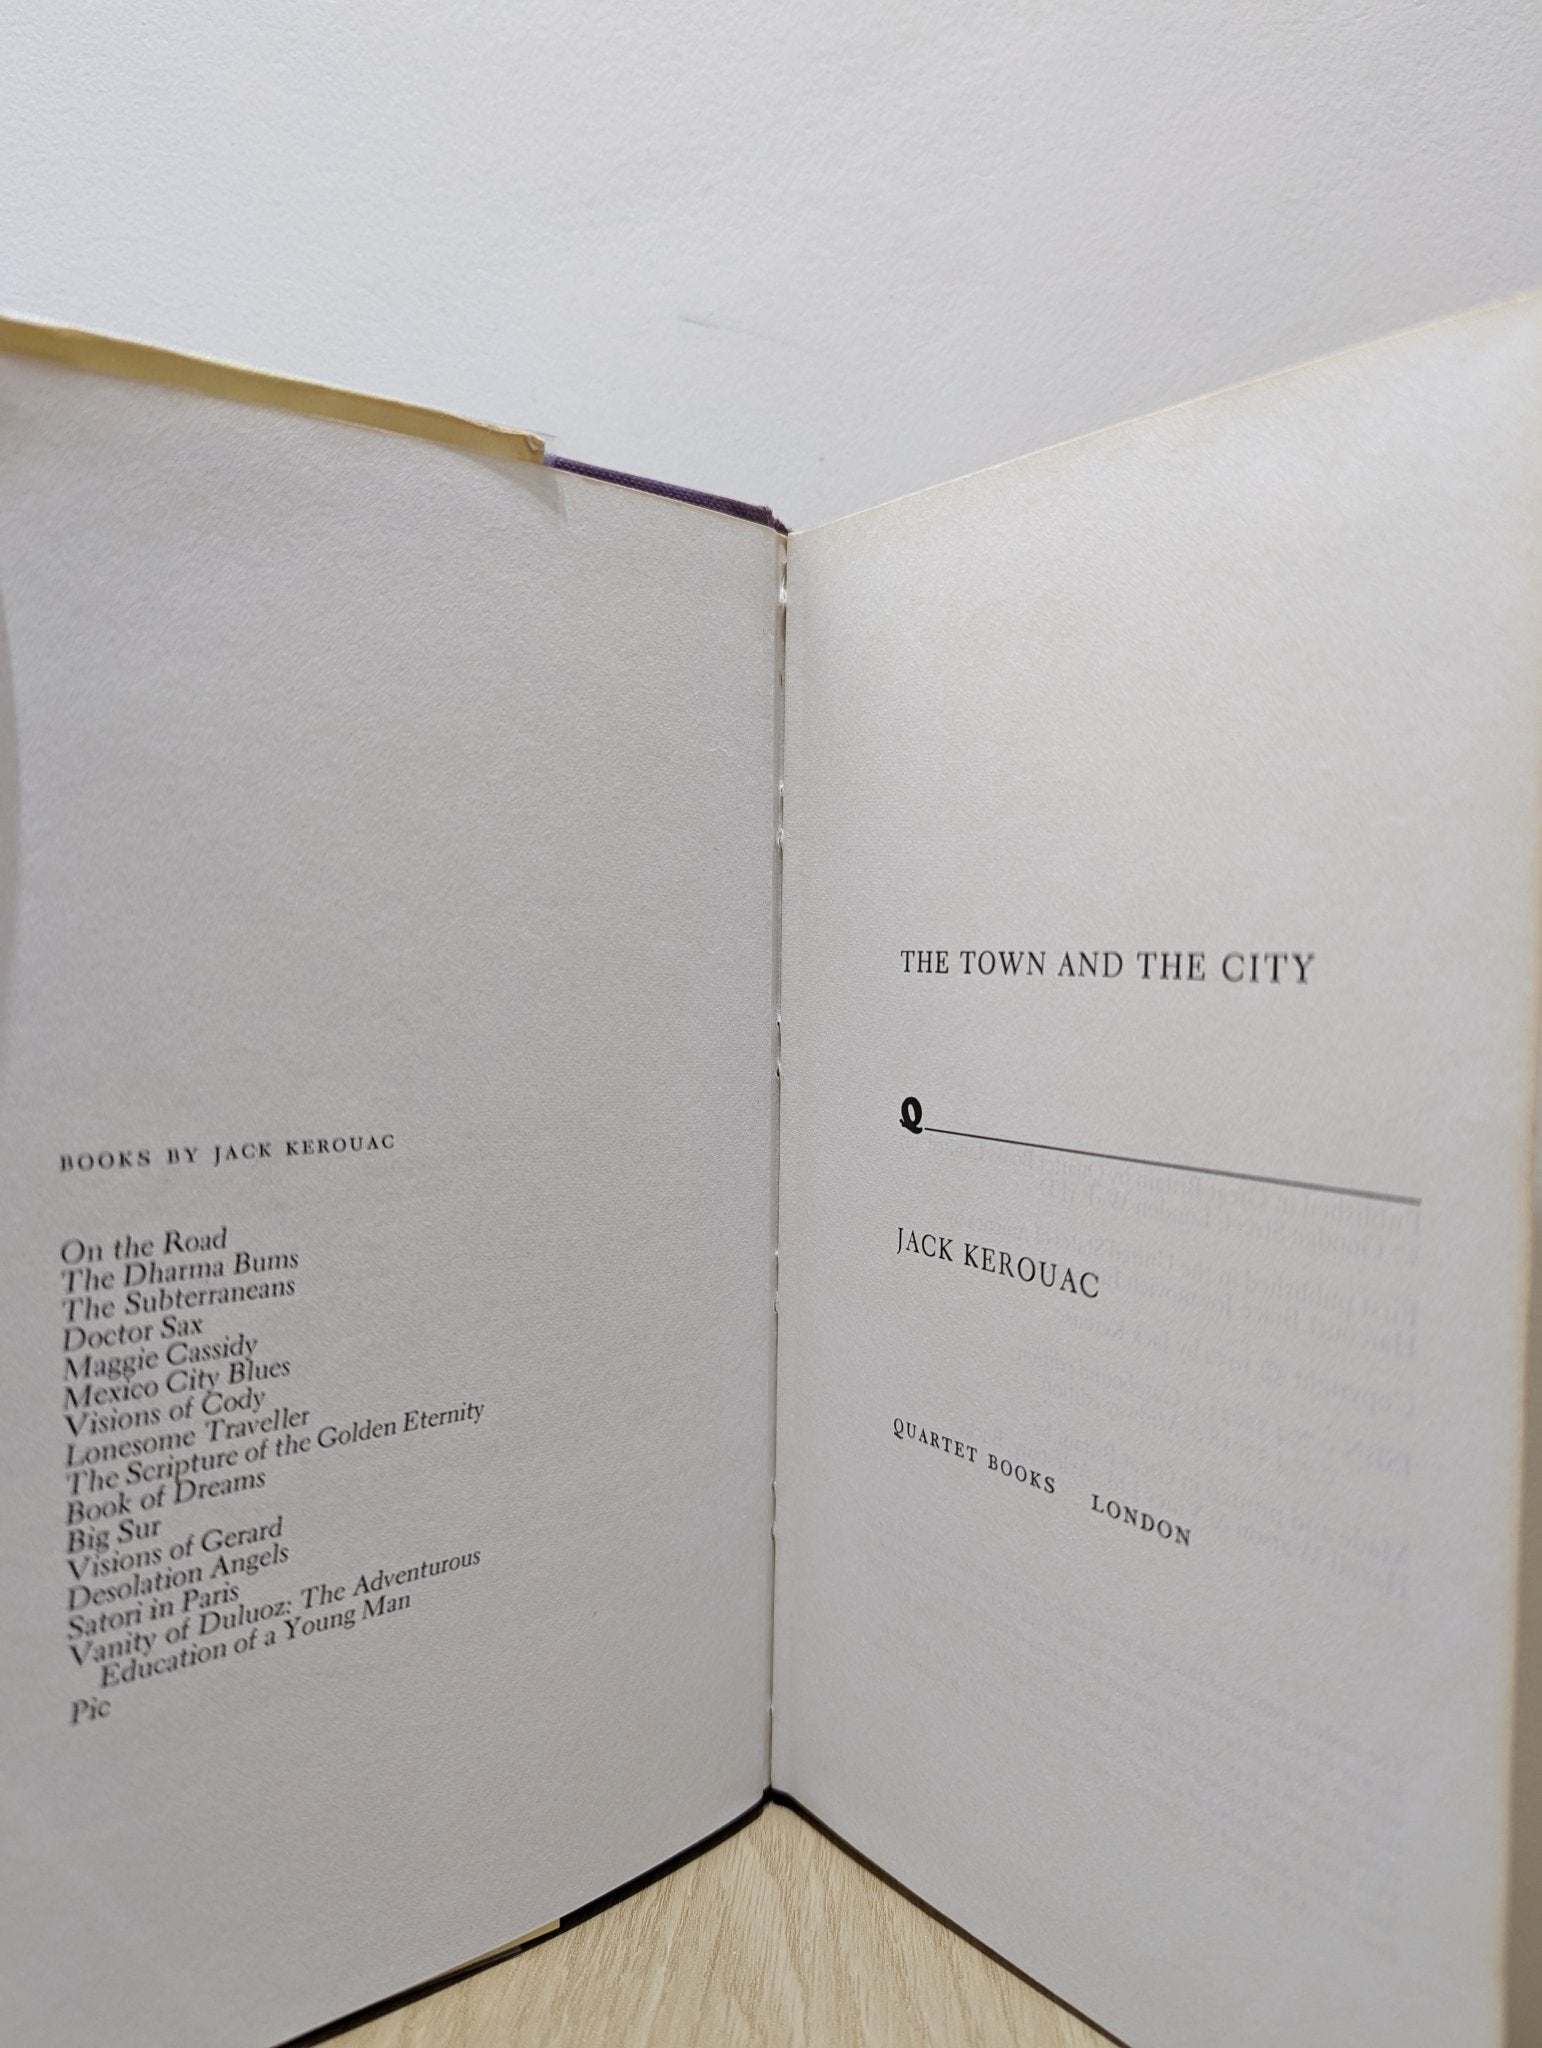 BOOKS BY JACK KEROUAC
On the Road
The Dharma Bums
The Subterraneans
Doctor Sax
Maggie Cassidy
Mexico City Blues
Visions of Cody
Lonesome Traveller
The Scripture of the Golden Eternity
Book of Dreams
Big Sur
Visions of Gerard
Desolation Angels
Satori in Paris
Vanity of Duluoz: The Adventurous
Education of a Young Man
Pic
THE TOWN AND THE CITY
Q
JACK KEROUAC
QUARTET BOOKS LONDON